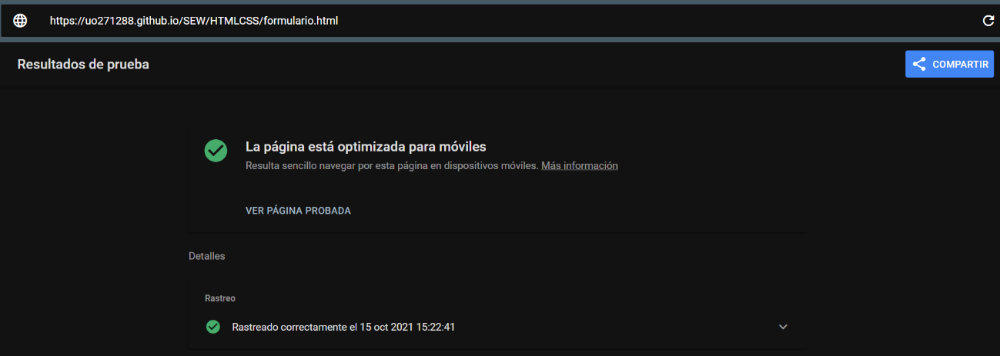 https://uo271288.github.io/SEW/HTMLCSS/formulario.html
Resultados de prueba
COMPARTIR
La página está optimizada para móviles
Resulta sencillo navegar por esta página en dispositivos móviles. Más información
VER PÁGINA PROBADA
Detalles
Rastreo
Rastreado correctamente el 15 oct 2021 15:22:41